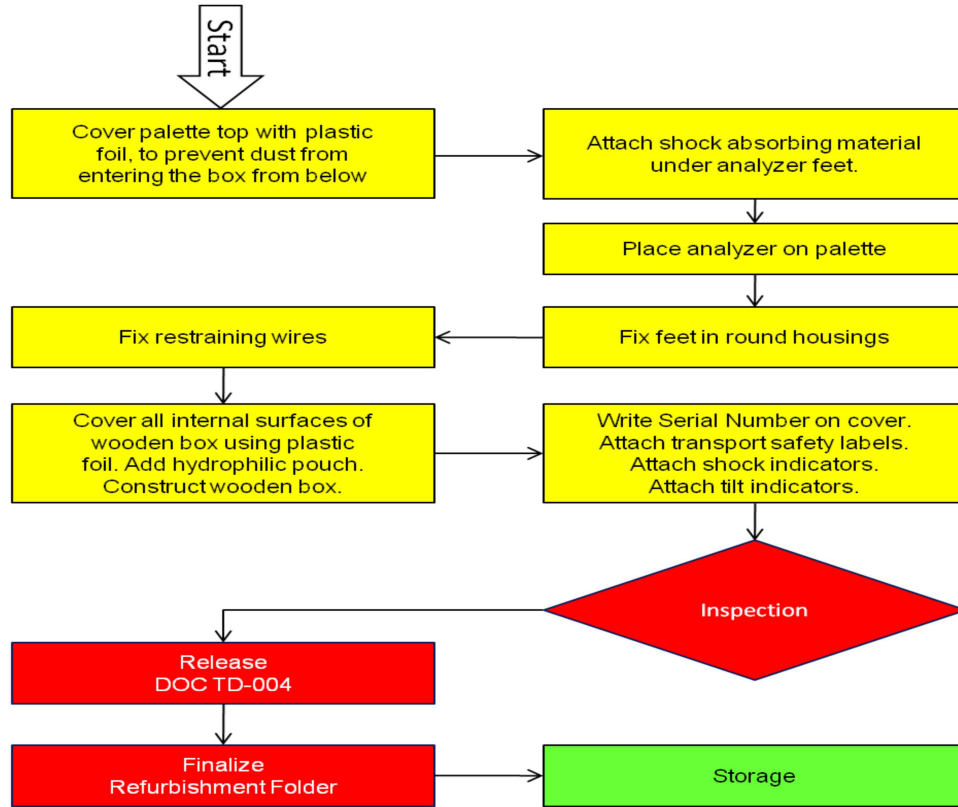 Start
Cover palette top with plastic
foil, to prevent dust from
entering the box from below
Attach shock absorbing material
under analyzer feet.
Place analyzer on palette
Fix feet in round housings
Fix restraining wires
Cover all internal surfaces of
wooden box using plastic
foil. Add hydrophilic pouch.
Construct wooden box.
Write Serial Number on cover.
Attach transport safety labels.
Attach shock indicators.
Attach tilt indicators.
Inspection
Release
DOC TD-004
Finalize
Refurbishment Folder
Storage